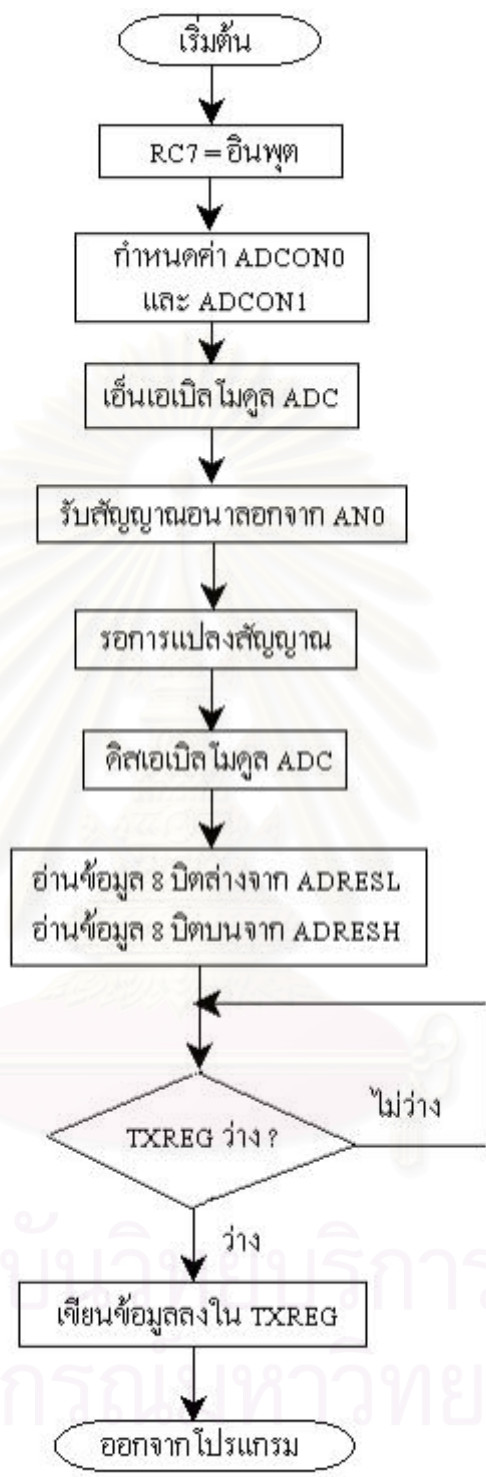 เริ่มต้น
RC7 = อินพุต
กำหนดค่า ADCON0
และ ADCON1
เอ็นเอเบิลโมดูล ADC
รับสัญญาณอนาลอกจาก AN0
รอการแปลงสัญญาณ
ดิสเอเบิลโมดูล ADC
อ่านข้อมูล 8 บิตล่างจาก ADRESL
อ่านข้อมูล 8 บิตบนจาก ADRESH
ไม่ว่าง
TXREG ว่าง ?
ว่าง
เขียนข้อมูลลงใน TXREG
ออกจากโปรแกรม